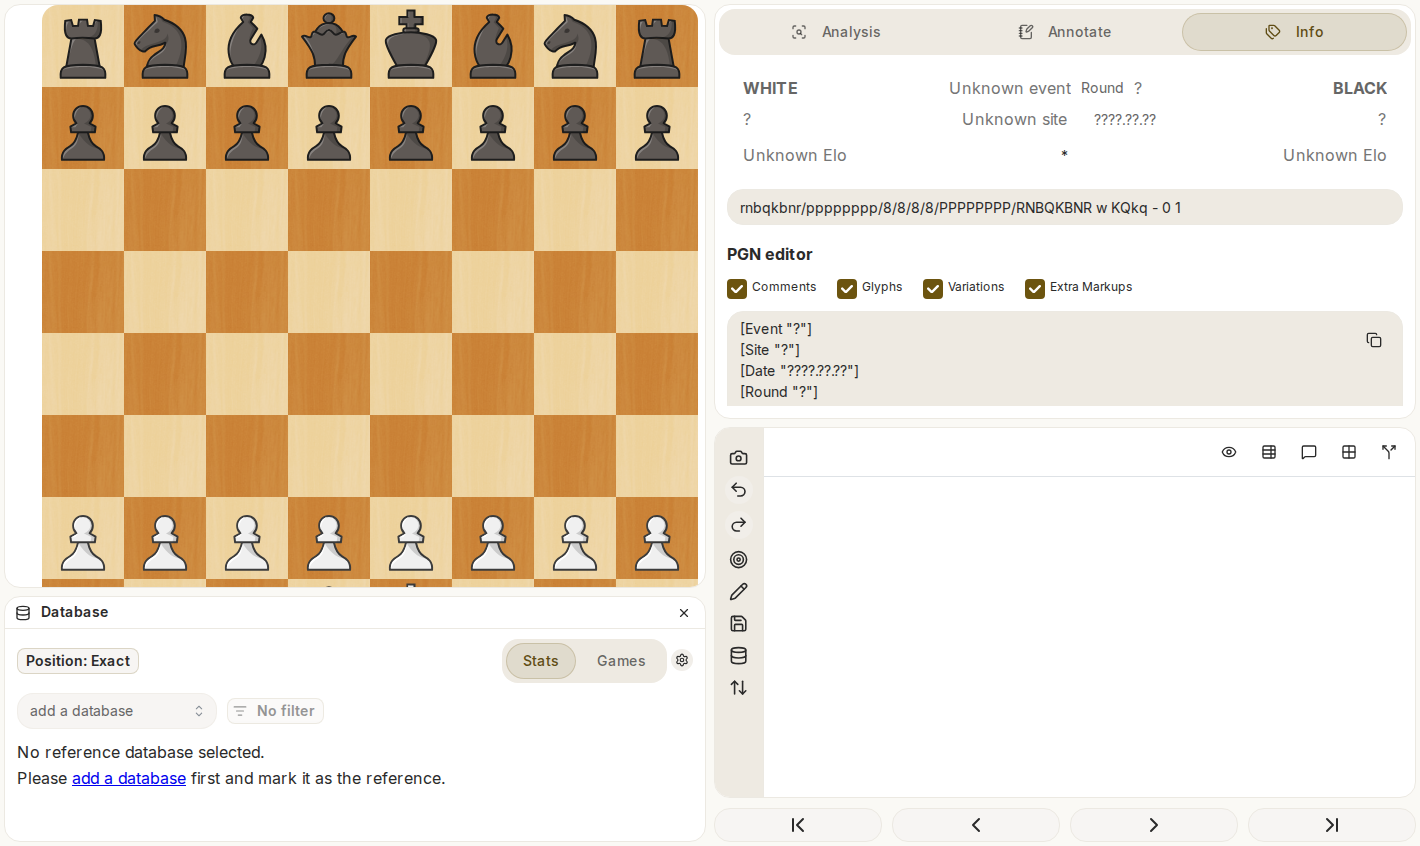 Analysis
Annotate
Info
WHITE
Unknown event Round ?
BLACK
?
Unknown site ????.??.??
?
Unknown Elo
*
Unknown Elo
rnbqkbnr/pppppppp/8/8/8/8/PPPPPPPP/RNBQKBNR w KQkq - 0 1
PGN editor
Comments
Glyphs
Variations
Extra Markups
[Event "?"]
[Site "?"]
[Date "????.??.??"]
[Round "?"]
Database
Position: Exact
Stats
Games
add a database
No filter
No reference database selected.
Please add a database first and mark it as the reference.